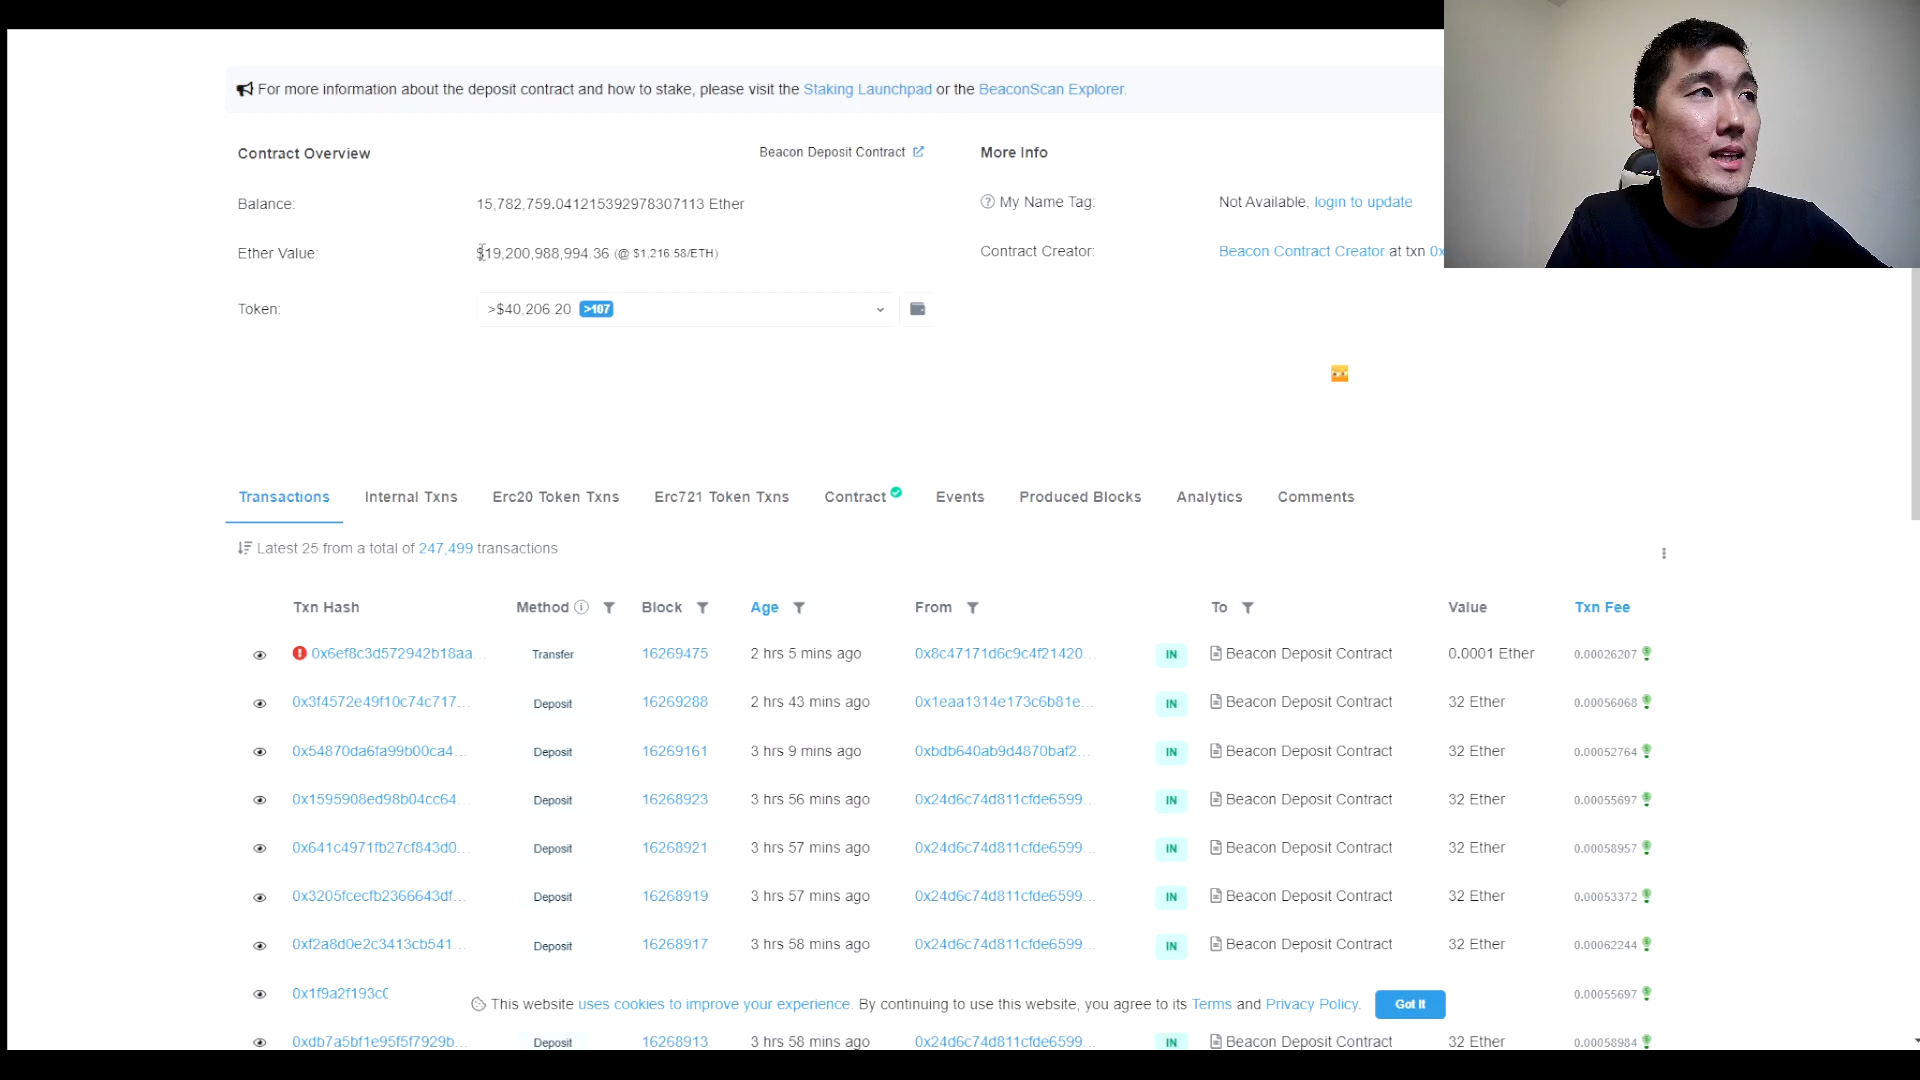 For more information about the deposit contract and how to stake, please visit the Staking Launchpad or the BeaconScan Explorer.
Contract Overview
Beacon Deposit Contract
More Info
Balance:
15,782,759.041215392978307113 Ether
My Name Tag:
Not Available, login to update
Ether Value:
$19,200,988,994.36 (@ $1,216.58/ETH)
Contract Creator:
Beacon Contract Creator at txn 0x
Token:
>$40,206.20 >107
Transactions Internal Txns Erc20 Token Txns Erc721 Token Txns Contract Events Produced Blocks Analytics Comments
Latest 25 from a total of 247,499 transactions
Txn Hash Method Block Age From To Value Txn Fee
0x6ef8c3d572942b18aa... Transfer 16269475 2 hrs 5 mins ago 0x8c47171d6c9c4f21420... IN Beacon Deposit Contract 0.0001 Ether 0.00026207
0x3f4572e49f10c74c717... Deposit 16269288 2 hrs 43 mins ago 0x1eaa1314e173c6b81e... IN Beacon Deposit Contract 32 Ether 0.00056068
0x54870da6fa99b00ca4... Deposit 16269161 3 hrs 9 mins ago 0xbdb640ab9d4870baf2... IN Beacon Deposit Contract 32 Ether 0.00052764
0x1595908ed98b04cc64... Deposit 16268923 3 hrs 56 mins ago 0x24d6c74d811cfde6599... IN Beacon Deposit Contract 32 Ether 0.00055697
0x641c4971fb27cf843d0... Deposit 16268921 3 hrs 57 mins ago 0x24d6c74d811cfde6599... IN Beacon Deposit Contract 32 Ether 0.00058957
0x3205fcecfb2366643df... Deposit 16268919 3 hrs 57 mins ago 0x24d6c74d811cfde6599... IN Beacon Deposit Contract 32 Ether 0.00053372
0xf2a8d0e2c3413cb541... Deposit 16268917 3 hrs 58 mins ago 0x24d6c74d811cfde6599... IN Beacon Deposit Contract 32 Ether 0.00062244
0x1f9a2f193c0 0.00055697
This website uses cookies to improve your experience. By continuing to use this website, you agree to its Terms and Privacy Policy. Got It
0xdb7a5bf1e95f5f7929b... Deposit 16268913 3 hrs 58 mins ago 0x24d6c74d811cfde6599... IN Beacon Deposit Contract 32 Ether 0.00058984